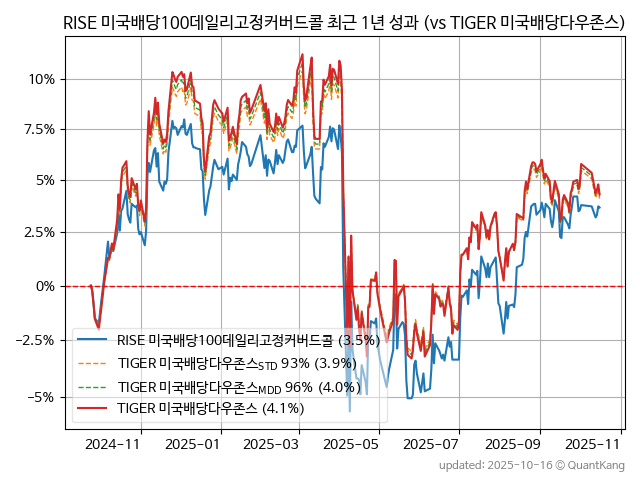 RISE 미국배당100데일리고정커버드콜 최근 1년 성과 (vs TIGER 미국배당다우존스)
10%
7.5%
5%
2.5%
0%
−2.5%
−5%
RISE 미국배당100데일리고정커버드콜 (3.5%)
TIGER 미국배당다우존스STD 93% (3.9%)
TIGER 미국배당다우존스MDD 96% (4.0%)
TIGER 미국배당다우존스 (4.1%)
2024-11 2025-01 2025-03 2025-05 2025-07 2025-09 2025-11
updated: 2025-10-16 © QuantKang